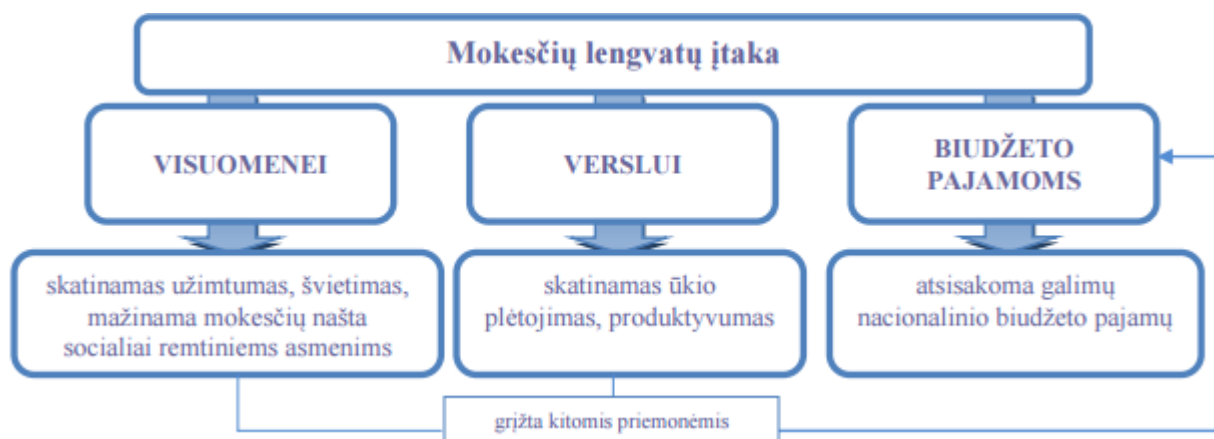 Mokesčių lengvatų įtaka
VISUOMENEI
VERSLUI
BIUDŽETO
PAJAMOMS
skatinamas užimtumas, švietimas,
mažinama mokesčių našta
socialiai remtiniems asmenims
skatinamas ūkio
plėtojimas, produktyvumas
atsisakoma galimų
nacionalinio biudžeto pajamų
grįžta kitomis priemonėmis